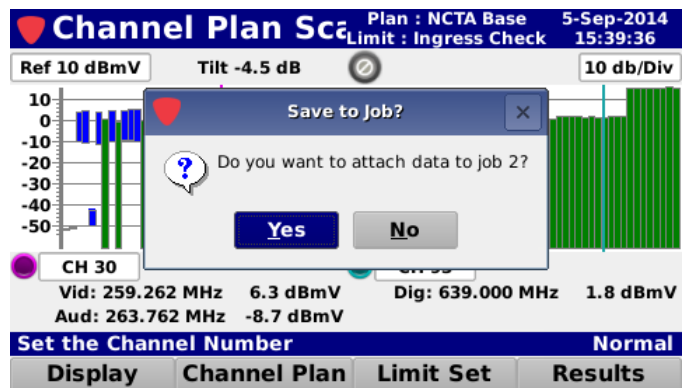 Channel Plan Sca
Plan : NCTA Base
Limit : Ingress Check
5-Sep-2014
15:39:36
Ref 10 dBmV
Tilt -4.5 dB
10 db/Div
10
0
-10
-20
-30
-40
-50
Save to Job?
Do you want to attach data to job 2?
Yes
No
CH 30
Vid: 259.262 MHz 6.3 dBmV
Aud: 263.762 MHz -8.7 dBmV
Dig: 639.000 MHz 1.8 dBmV
Set the Channel Number
Normal
Display
Channel Plan
Limit Set
Results